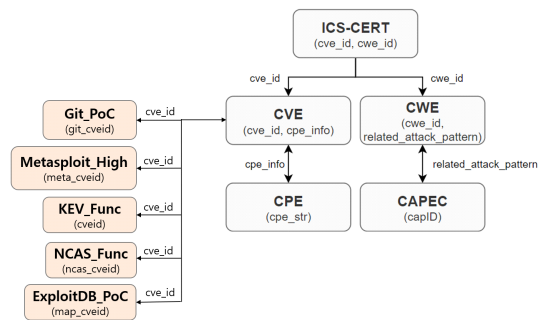 ICS-CERT
(cve_id, cwe_id)
cve_id
cwe_id
Git_PoC
(git_cveid)
cve_id
CVE
(cve_id, cpe_info)
CWE
(cwe_id,
related_attack_pattern)
Metasploit_High
(meta_cveid)
cve_id
cpe_info
related_attack_pattern
KEV_Func
(cveid)
cve_id
CPE
(cpe_str)
CAPEC
(capID)
NCAS_Func
(ncas_cveid)
cve_id
ExploitDB_PoC
(map_cveid)
cve_id